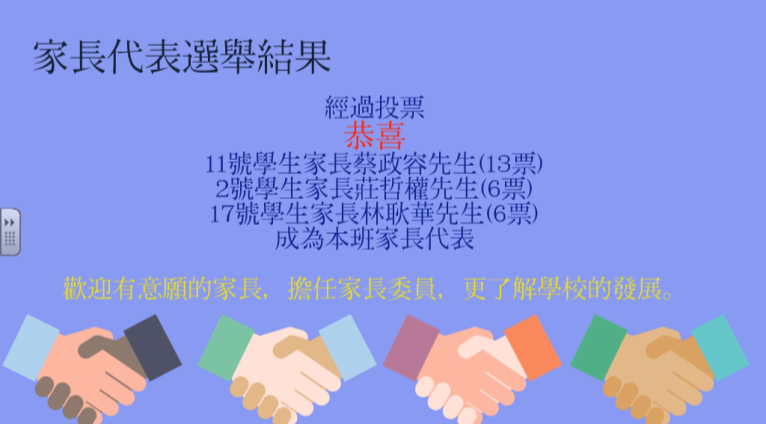 家長代表選舉結果
經過投票
恭喜
11號學生家長蔡政容先生(13票)
2號學生家長莊哲權先生(6票)
17號學生家長林耿華先生(6票)
成為本班家長代表
歡迎有意願的家長，擔任家長委員，更了解學校的發展。